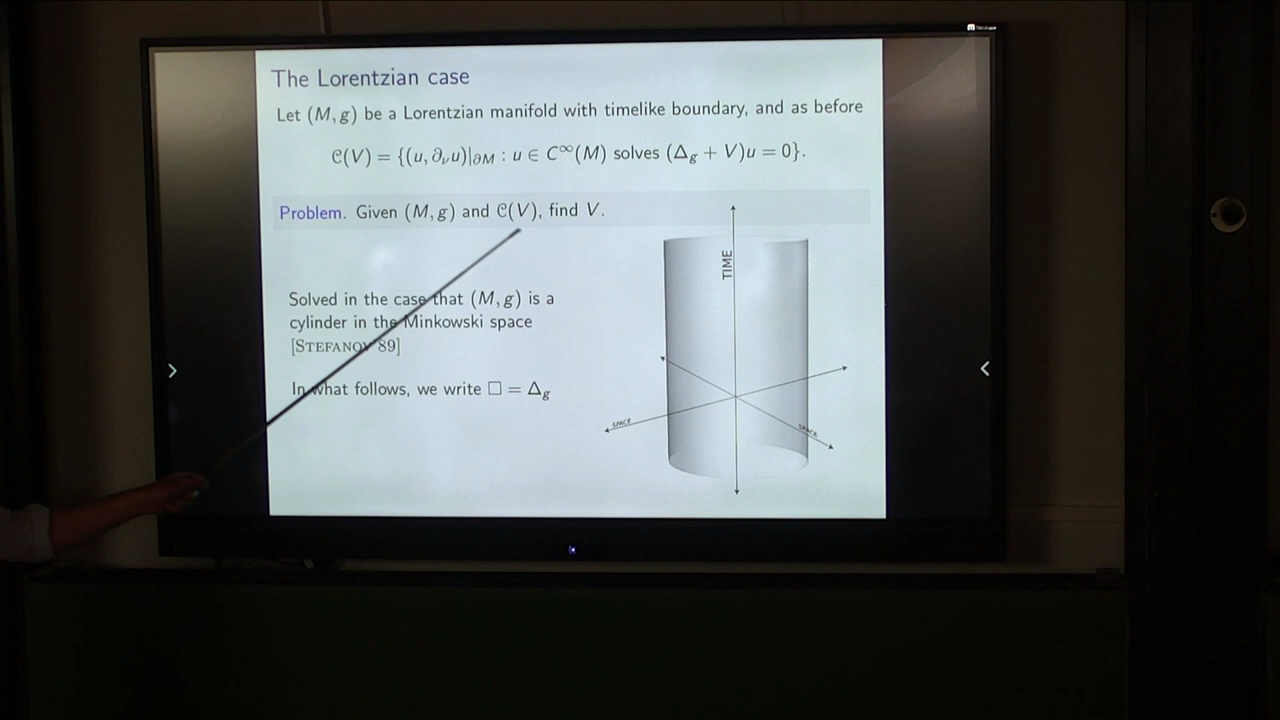 The Lorentzian case
Let (M, g) be a Lorentzian manifold with timelike boundary, and as before
𝒞(V) = {(u, ∂_ν u)|_∂M : u ∈ C^∞(M) solves (Δ_g + V)u = 0}.
Problem. Given (M, g) and 𝒞(V), find V.
TIME
Solved in the case that (M, g) is a
cylinder in the Minkowski space
[STEFANOV '89]
In what follows, we write □ = Δ_g
SPACE
SPACE